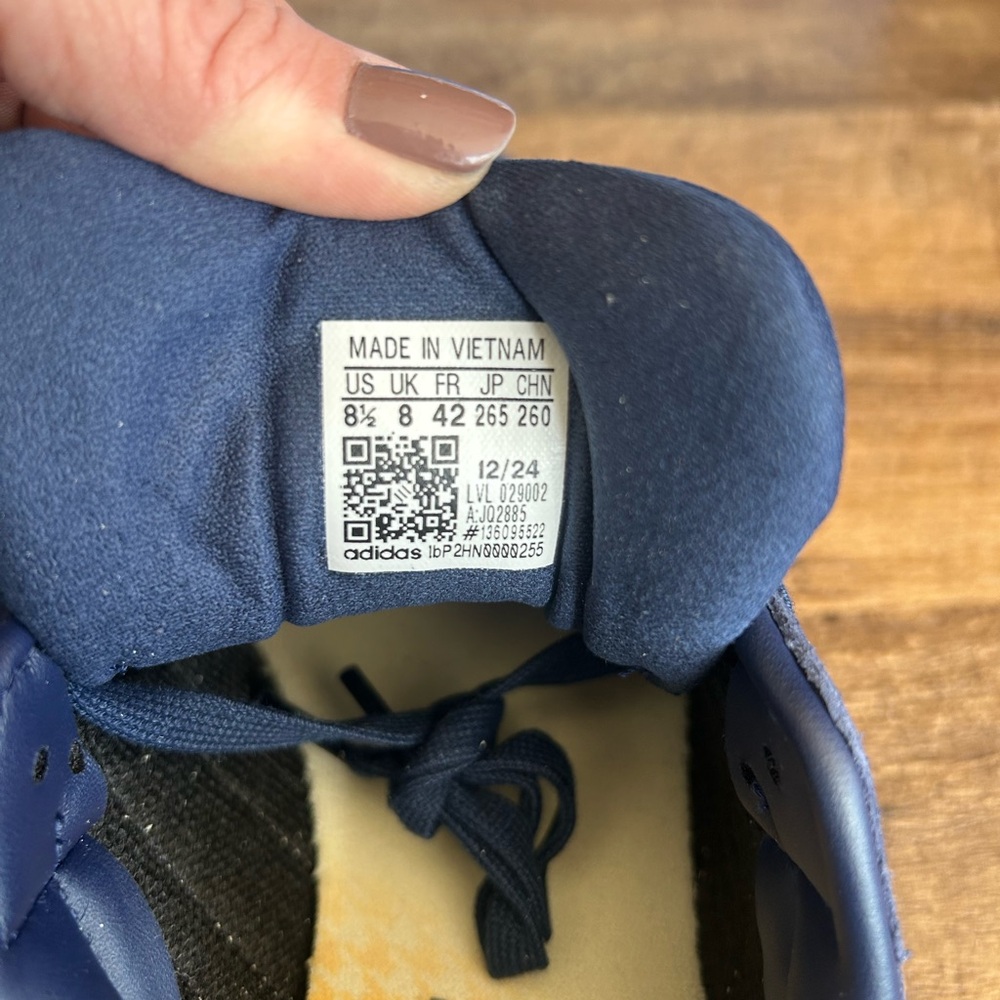 MADE IN VIETNAM
US UK FR JP CHN
8½ 8 42 265 260
12/24
LVL 029002
A:JQ2885
#136095522
adidas 1bP2HN0000255